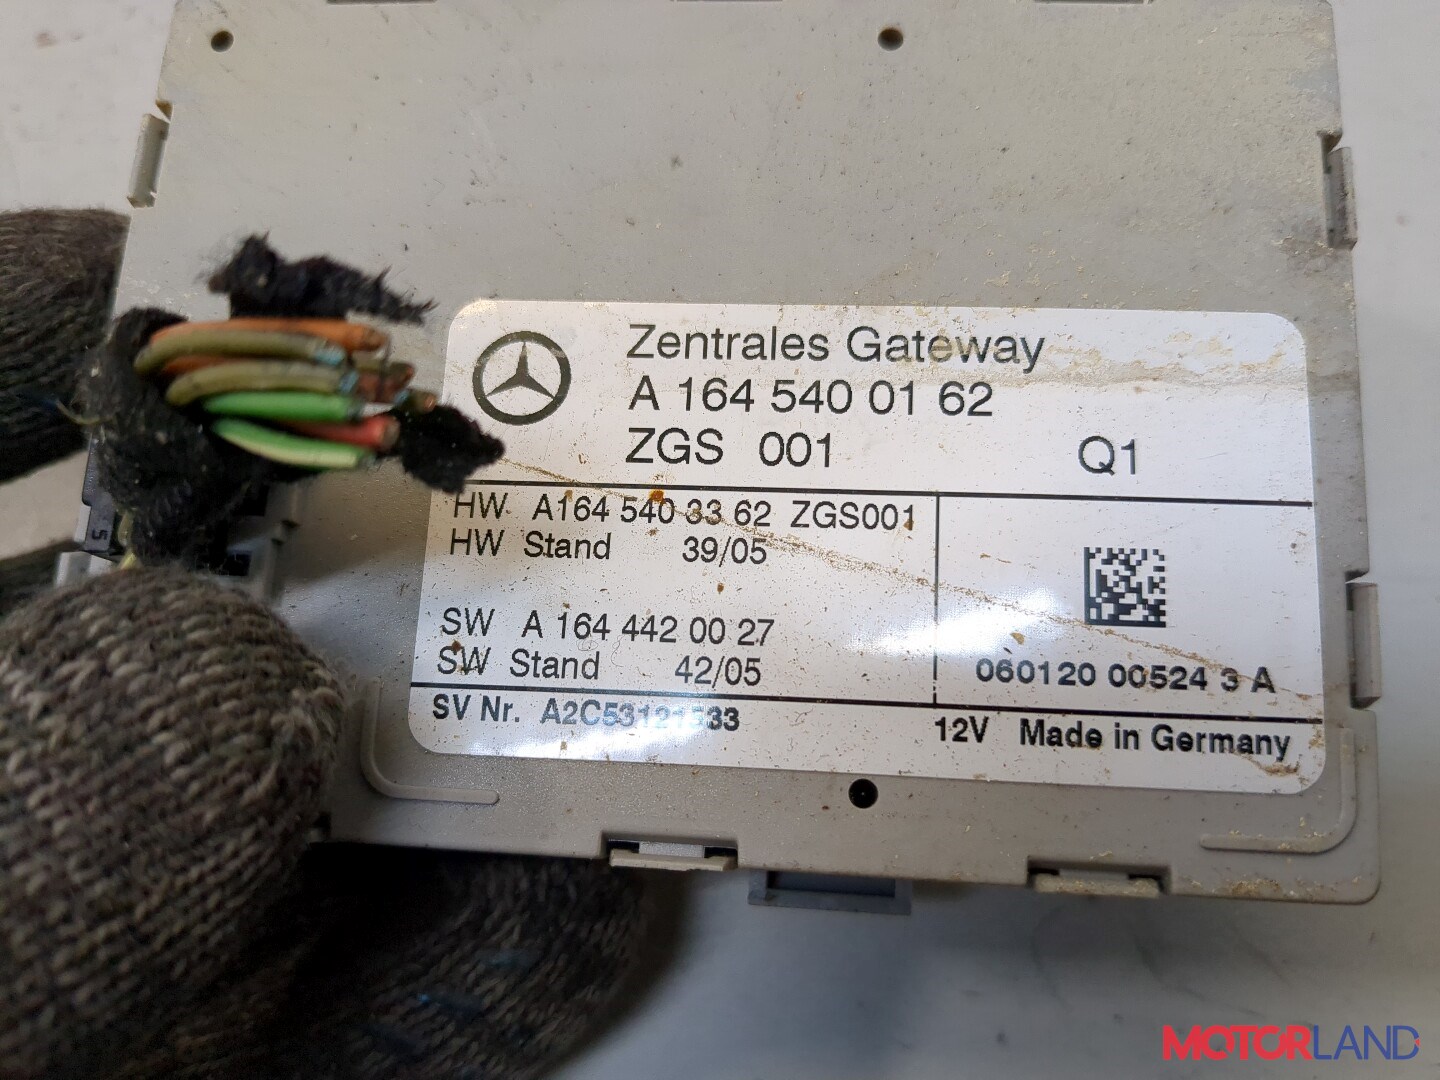 Zentrales Gateway
A 164 540 01 62
ZGS 001 Q1
HW A164 540 33 62 ZGS001
HW Stand 39/05
SW A 164 442 00 27
SW Stand 42/05
060120 00524 3 A
SV Nr. A2C53121533
12V Made in Germany
5
MOTORLAND